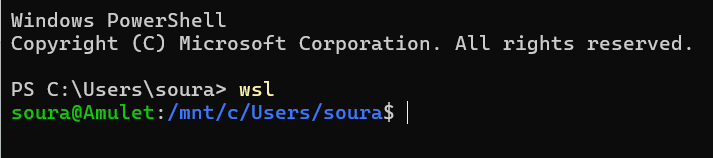 Windows PowerShell
Copyright (C) Microsoft Corporation. All rights reserved.
PS C:\Users\soura> wsl
soura@Amulet:/mnt/c/Users/soura$